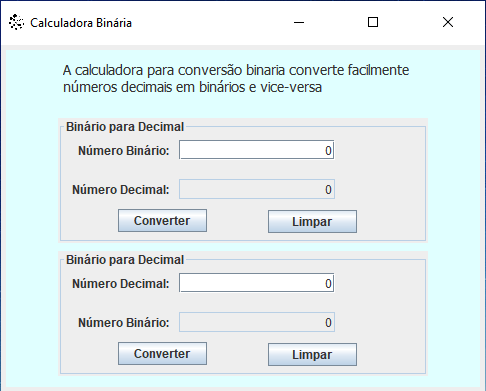 Calculadora Binária
A calculadora para conversão binaria converte facilmente
números decimais em binários e vice-versa
Binário para Decimal
Número Binário: 0
Número Decimal: 0
Converter Limpar
Binário para Decimal
Número Decimal: 0
Número Binário: 0
Converter Limpar